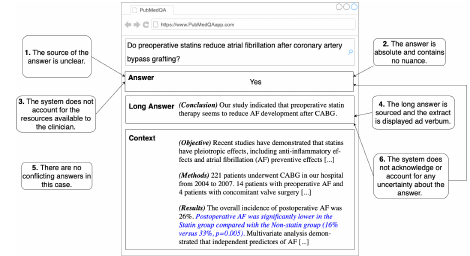 PubMedQA
https://www.PubMedQAapp.com
Do preoperative statins reduce atrial fibrillation after coronary artery
bypass grafting?
Answer
Yes
Long Answer (Conclusion) Our study indicated that preoperative statin
therapy seems to reduce AF development after CABG.
Context
(Objective) Recent studies have demonstrated that statins
have pleiotropic effects, including anti-inflammatory ef-
fects and atrial fibrillation (AF) preventive effects [...]
(Methods) 221 patients underwent CABG in our hospital
from 2004 to 2007. 14 patients with preoperative AF and
4 patients with concomitant valve surgery [...]
(Results) The overall incidence of postoperative AF was
26%. Postoperative AF was significantly lower in the
Statin group compared with the Non-statin group (16%
versus 33%, p=0.005). Multivariate analysis demon-
strated that independent predictors of AF [...]
1. The source of the
answer is unclear.
3. The system does not
account for the
resources available to
the clinician.
5. There are no
conflicting answers in
this case.
2. The answer is
absolute and contains
no nuance.
4. The long answer is
sourced and the extract
is displayed ad verbum.
6. The system does
not acknowledge or
account for any
uncertainty about the
answer.